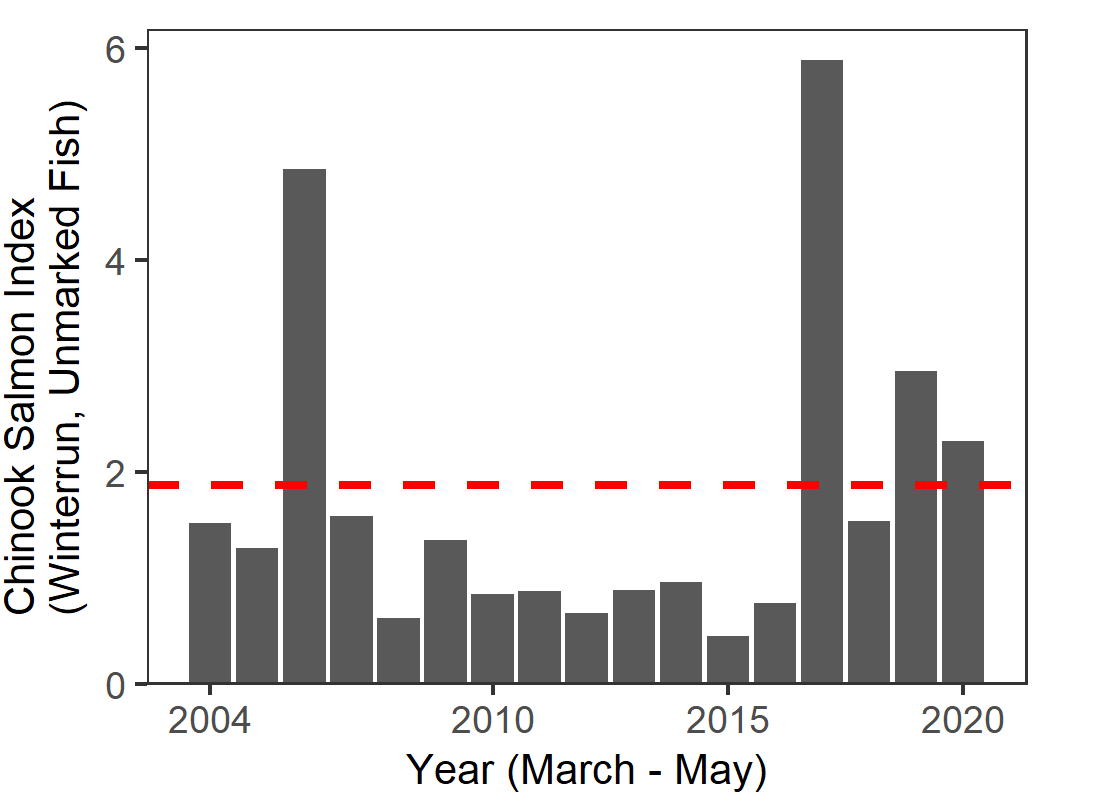 Chinook Salmon Index
(Winterrun, Unmarked Fish)
6
4
2
0
2004 2010 2015 2020
Year (March - May)